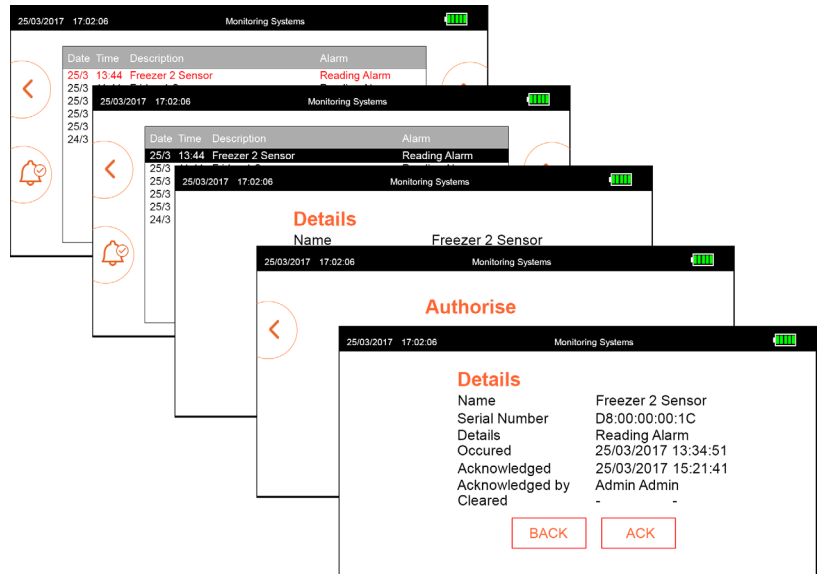 25/03/2017 17:02:06 Monitoring Systems
Date Time Description Alarm
25/3 13:44 Freezer 2 Sensor Reading Alarm
25/3
25/3
25/3
25/3
24/3
25/03/2017 17:02:06 Monitoring Systems
Date Time Description Alarm
25/3 13:44 Freezer 2 Sensor Reading Alarm
25/3
25/3
25/3
25/3
24/3
25/03/2017 17:02:06 Monitoring Systems
Details
Name Freezer 2 Sensor
25/03/2017 17:02:06 Monitoring Systems
Authorise
25/03/2017 17:02:06 Monitoring Systems
Details
Name Freezer 2 Sensor
Serial Number D8:00:00:00:1C
Details Reading Alarm
Occured 25/03/2017 13:34:51
Acknowledged 25/03/2017 15:21:41
Acknowledged by Admin Admin
Cleared - -
BACK ACK